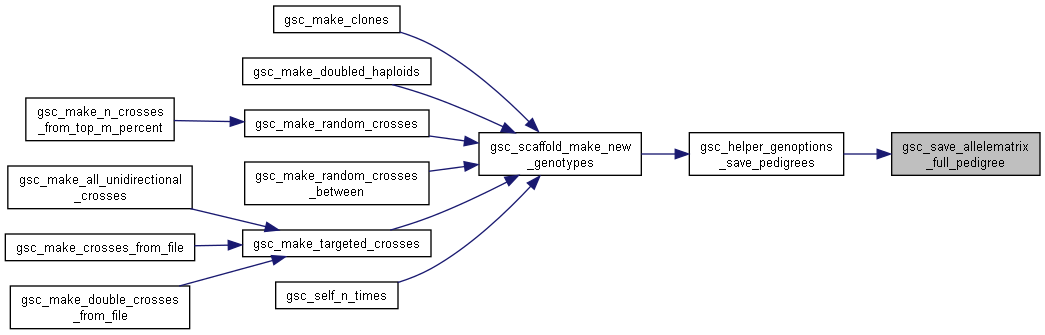 gsc_make_clones
gsc_make_doubled_haploids
gsc_make_n_crosses
_from_top_m_percent
gsc_make_random_crosses
gsc_scaffold_make_new
_genotypes
gsc_helper_genoptions
_save_pedigrees
gsc_save_allelematrix
_full_pedigree
gsc_make_random_crosses
_between
gsc_make_all_unidirectional
_crosses
gsc_make_crosses_from_file
gsc_make_targeted_crosses
gsc_make_double_crosses
_from_file
gsc_self_n_times